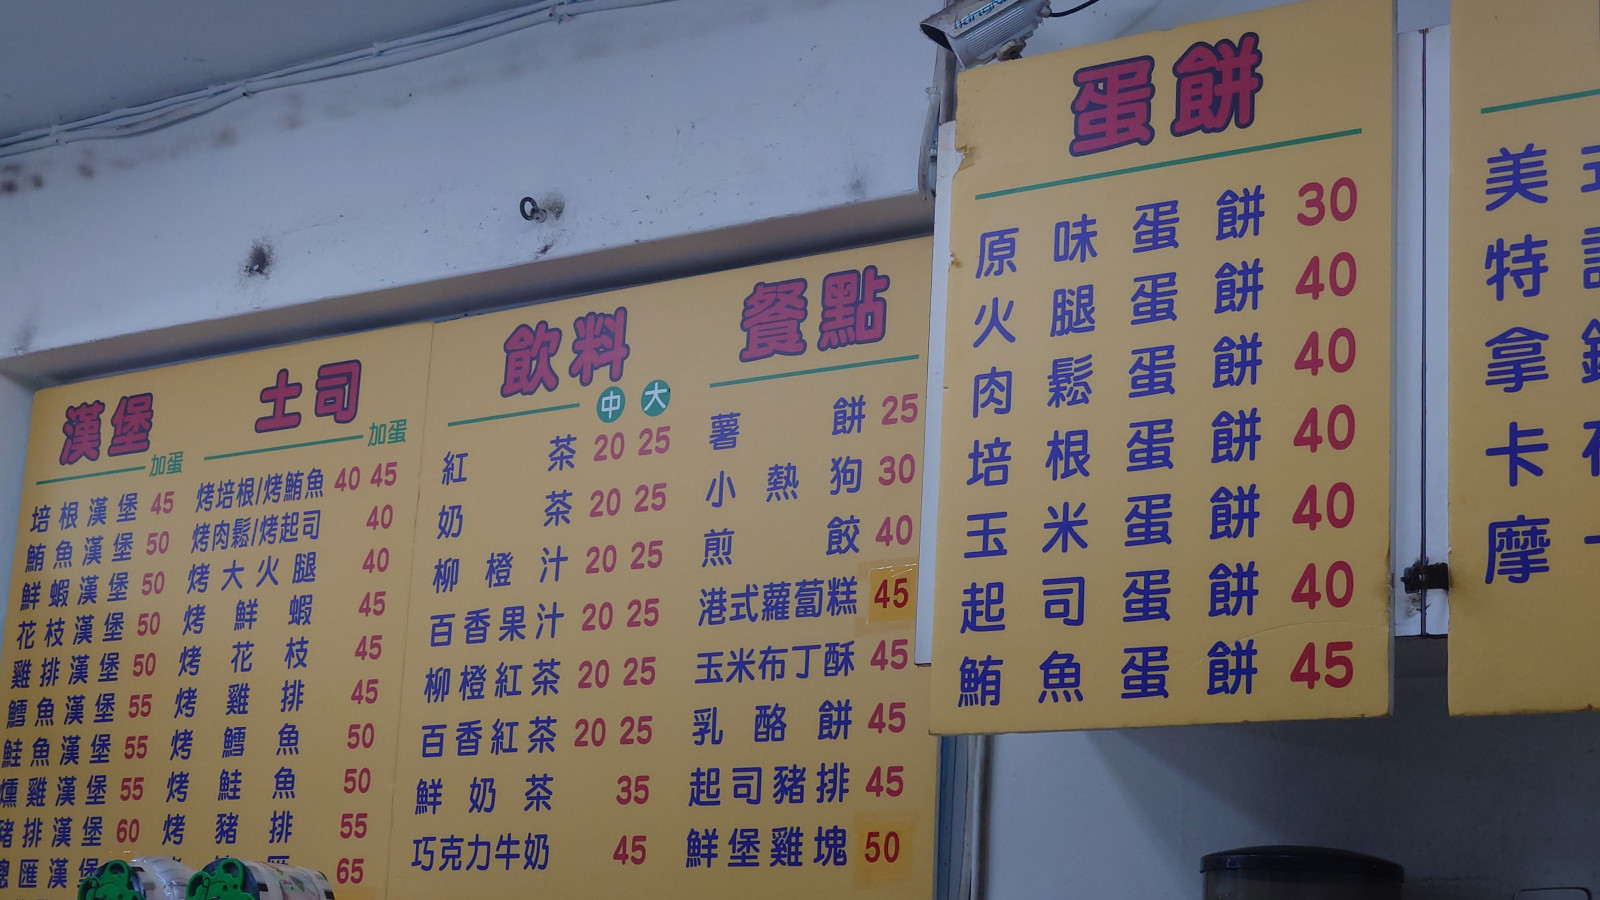 漢堡
加蛋
培根漢堡 45
鮪魚漢堡 50
鮮蝦漢堡 50
花枝漢堡 50
雞排漢堡 50
鱈魚漢堡 55
鮭魚漢堡 55
燻雞漢堡 55
豬排漢堡 60
總匯漢堡
土司
加蛋
烤培根/烤鮪魚 40 45
烤肉鬆/烤起司 40
烤大火腿 40
烤鮮蝦 45
烤花枝 45
烤雞排 45
烤鱈魚 50
烤鮭魚 50
烤豬排 55
65
飲料
中 大
紅茶 20 25
奶茶 20 25
柳橙汁 20 25
百香果汁 20 25
柳橙紅茶 20 25
百香紅茶 20 25
鮮奶茶 35
巧克力牛奶 45
餐點
薯餅 25
小熱狗 30
煎餃 40
港式蘿蔔糕 45
玉米布丁酥 45
乳酪餅 45
起司豬排 45
鮮堡雞塊 50
蛋餅
原味蛋餅 30
火腿蛋餅 40
肉鬆蛋餅 40
培根蛋餅 40
玉米蛋餅 40
起司蛋餅 40
鮪魚蛋餅 45
美
特
拿
卡
摩